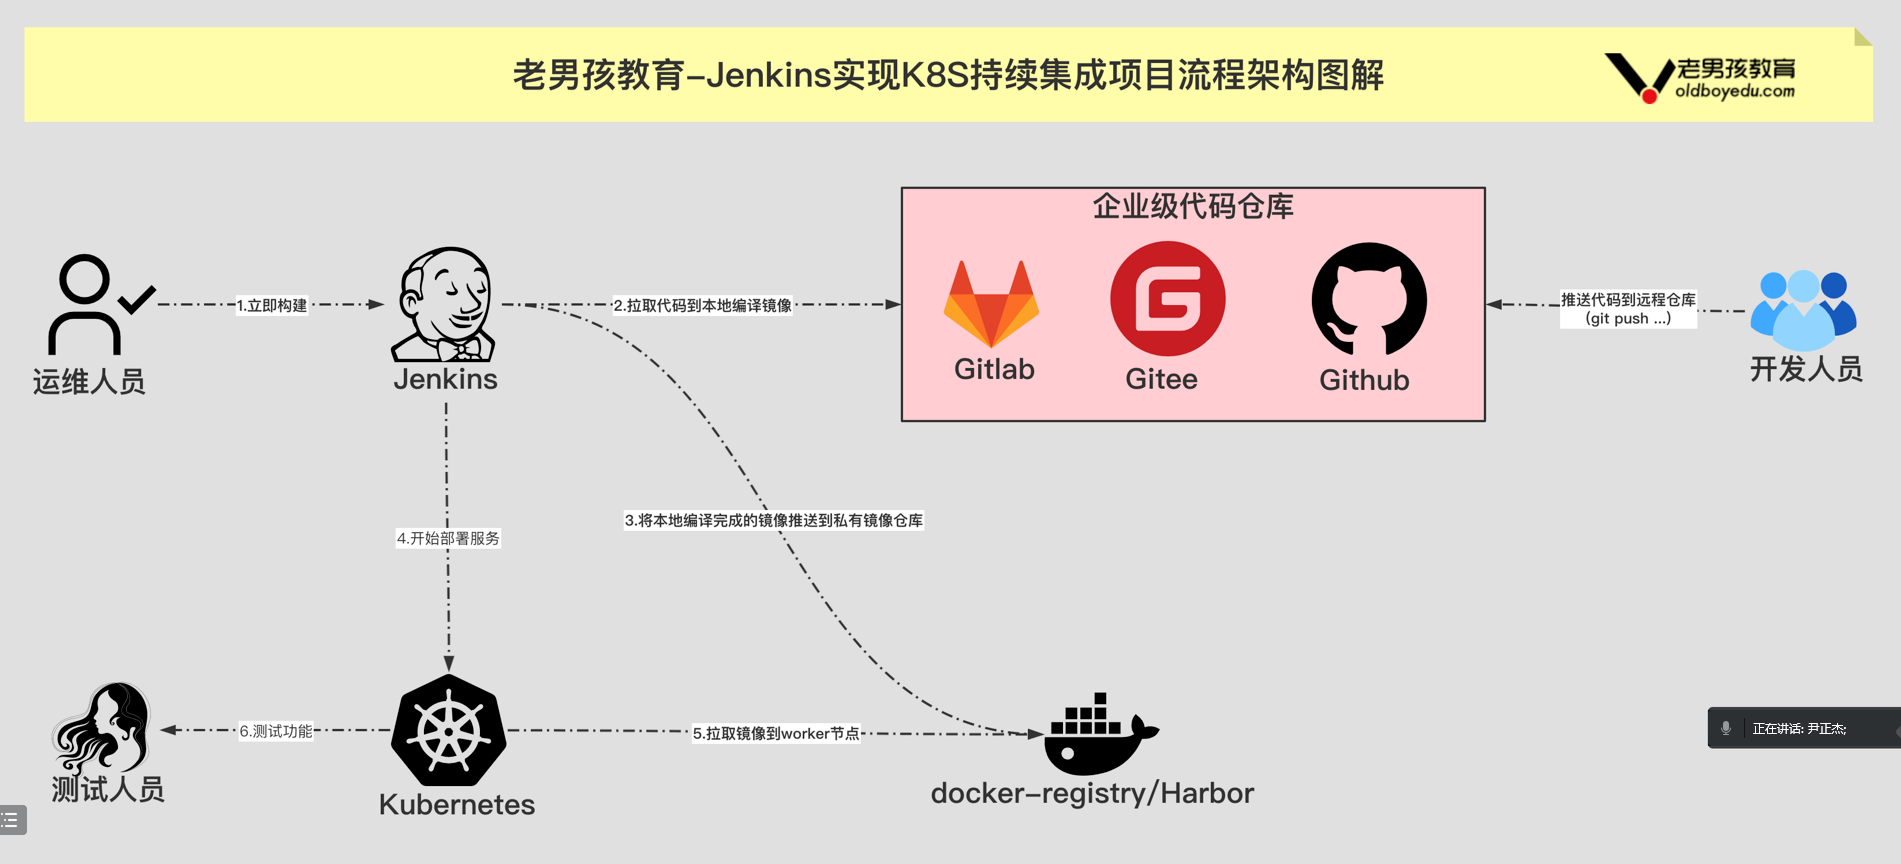 老男孩教育-Jenkins实现K8S持续集成项目流程架构图解
老男孩教育
oldboyedu.com
企业级代码仓库
1.立即构建
2.拉取代码到本地编译镜像
推送代码到远程仓库
(git push ...)
运维人员
Jenkins
Gitlab
Gitee
Github
开发人员
3.将本地编译完成的镜像推送到私有镜像仓库
4.开始部署服务
6.测试功能
5.拉取镜像到worker节点
正在讲话: 尹正杰;
测试人员
Kubernetes
docker-registry/Harbor